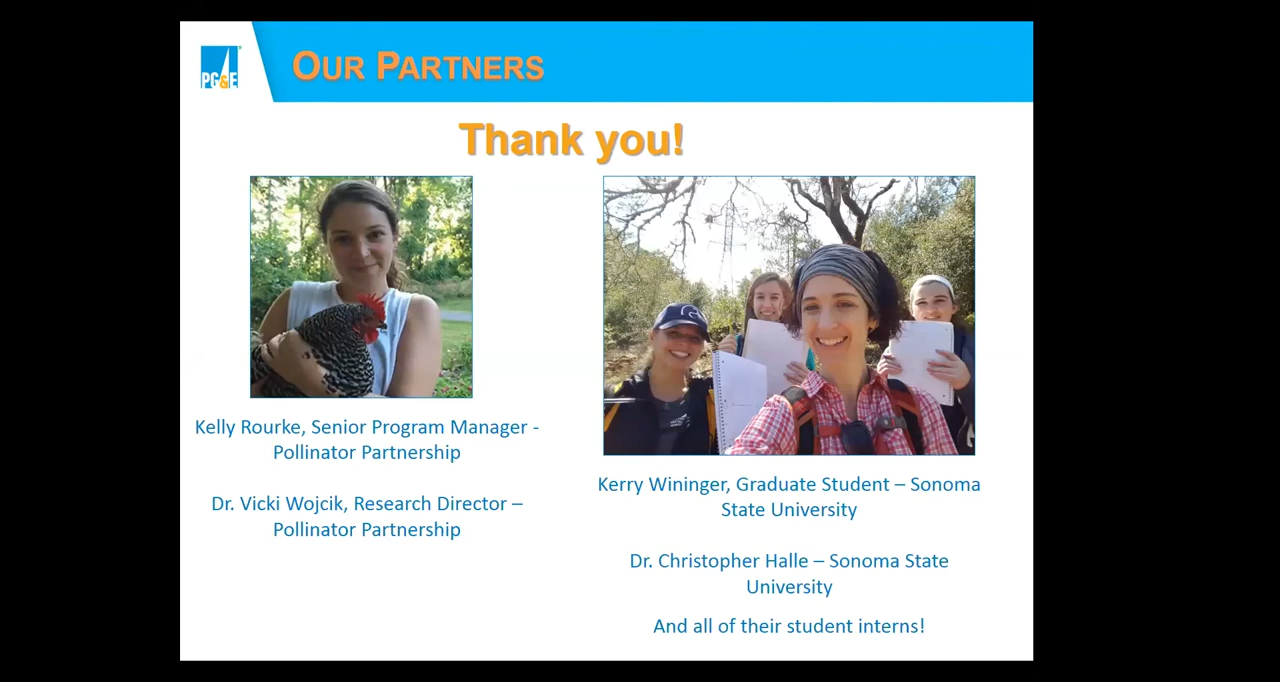 PG&E
OUR PARTNERS
Thank you!
Kelly Rourke, Senior Program Manager -
Pollinator Partnership
Dr. Vicki Wojcik, Research Director –
Pollinator Partnership
Kerry Wininger, Graduate Student – Sonoma
State University
Dr. Christopher Halle – Sonoma State
University
And all of their student interns!